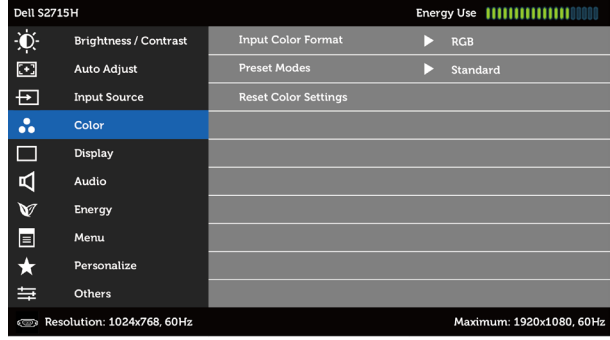 Dell S2715H Energy Use
Brightness / Contrast Input Color Format RGB
Auto Adjust Preset Modes Standard
Input Source Reset Color Settings
Color
Display
Audio
Energy
Menu
Personalize
Others
Resolution: 1024x768, 60Hz Maximum: 1920x1080, 60Hz